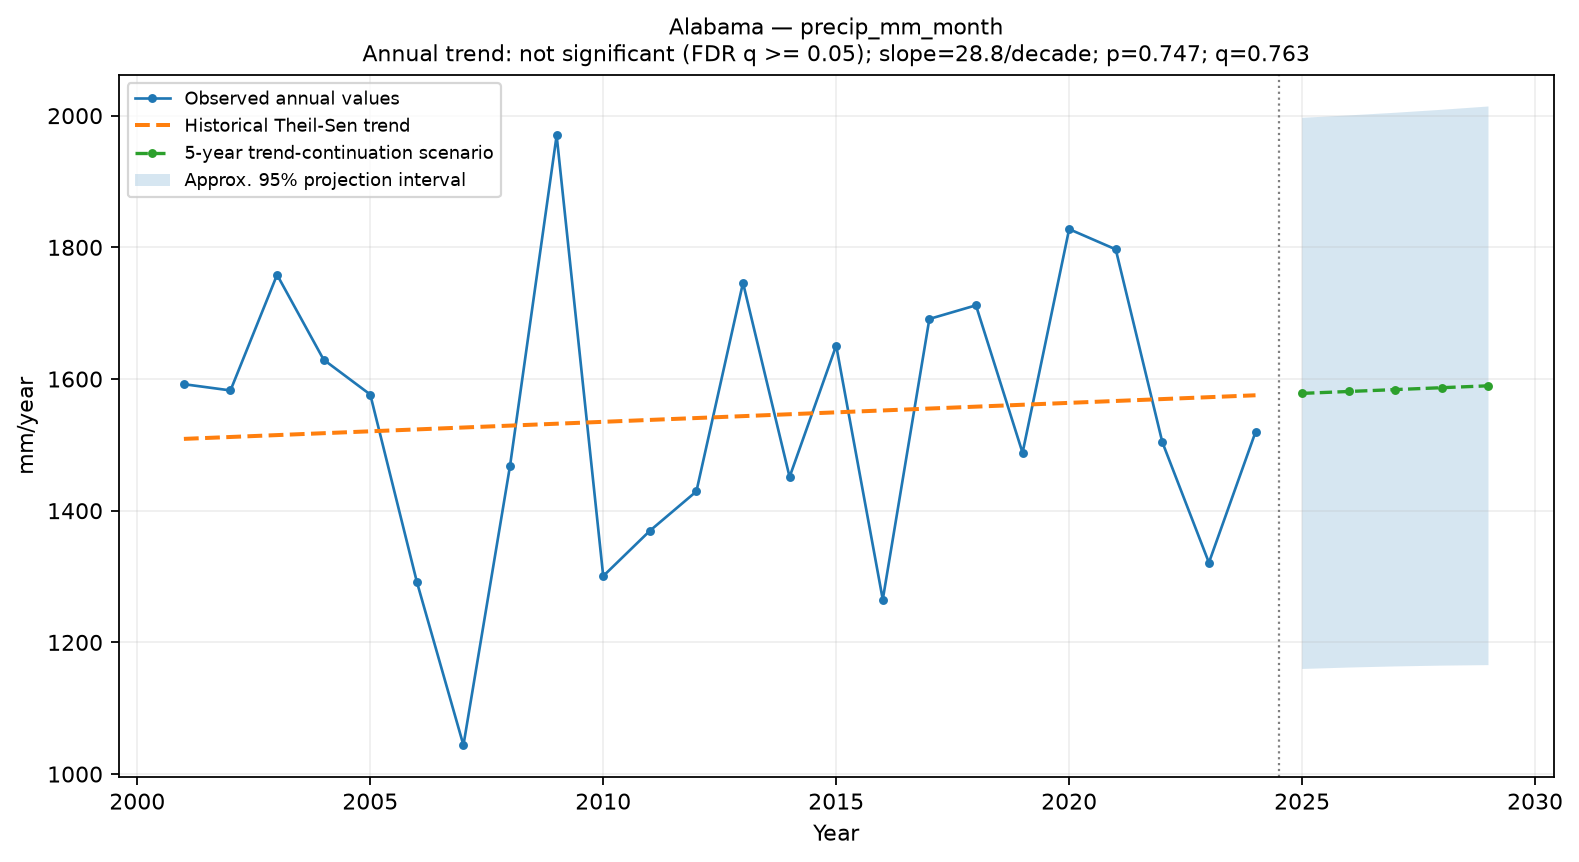 Alabama — precip_mm_month
Annual trend: not significant (FDR q >= 0.05); slope=28.8/decade; p=0.747; q=0.763
Observed annual values
Historical Theil-Sen trend
5-year trend-continuation scenario
Approx. 95% projection interval
mm/year
2000
1800
1600
1400
1200
1000
2000
2005
2010
2015
2020
2025
2030
Year